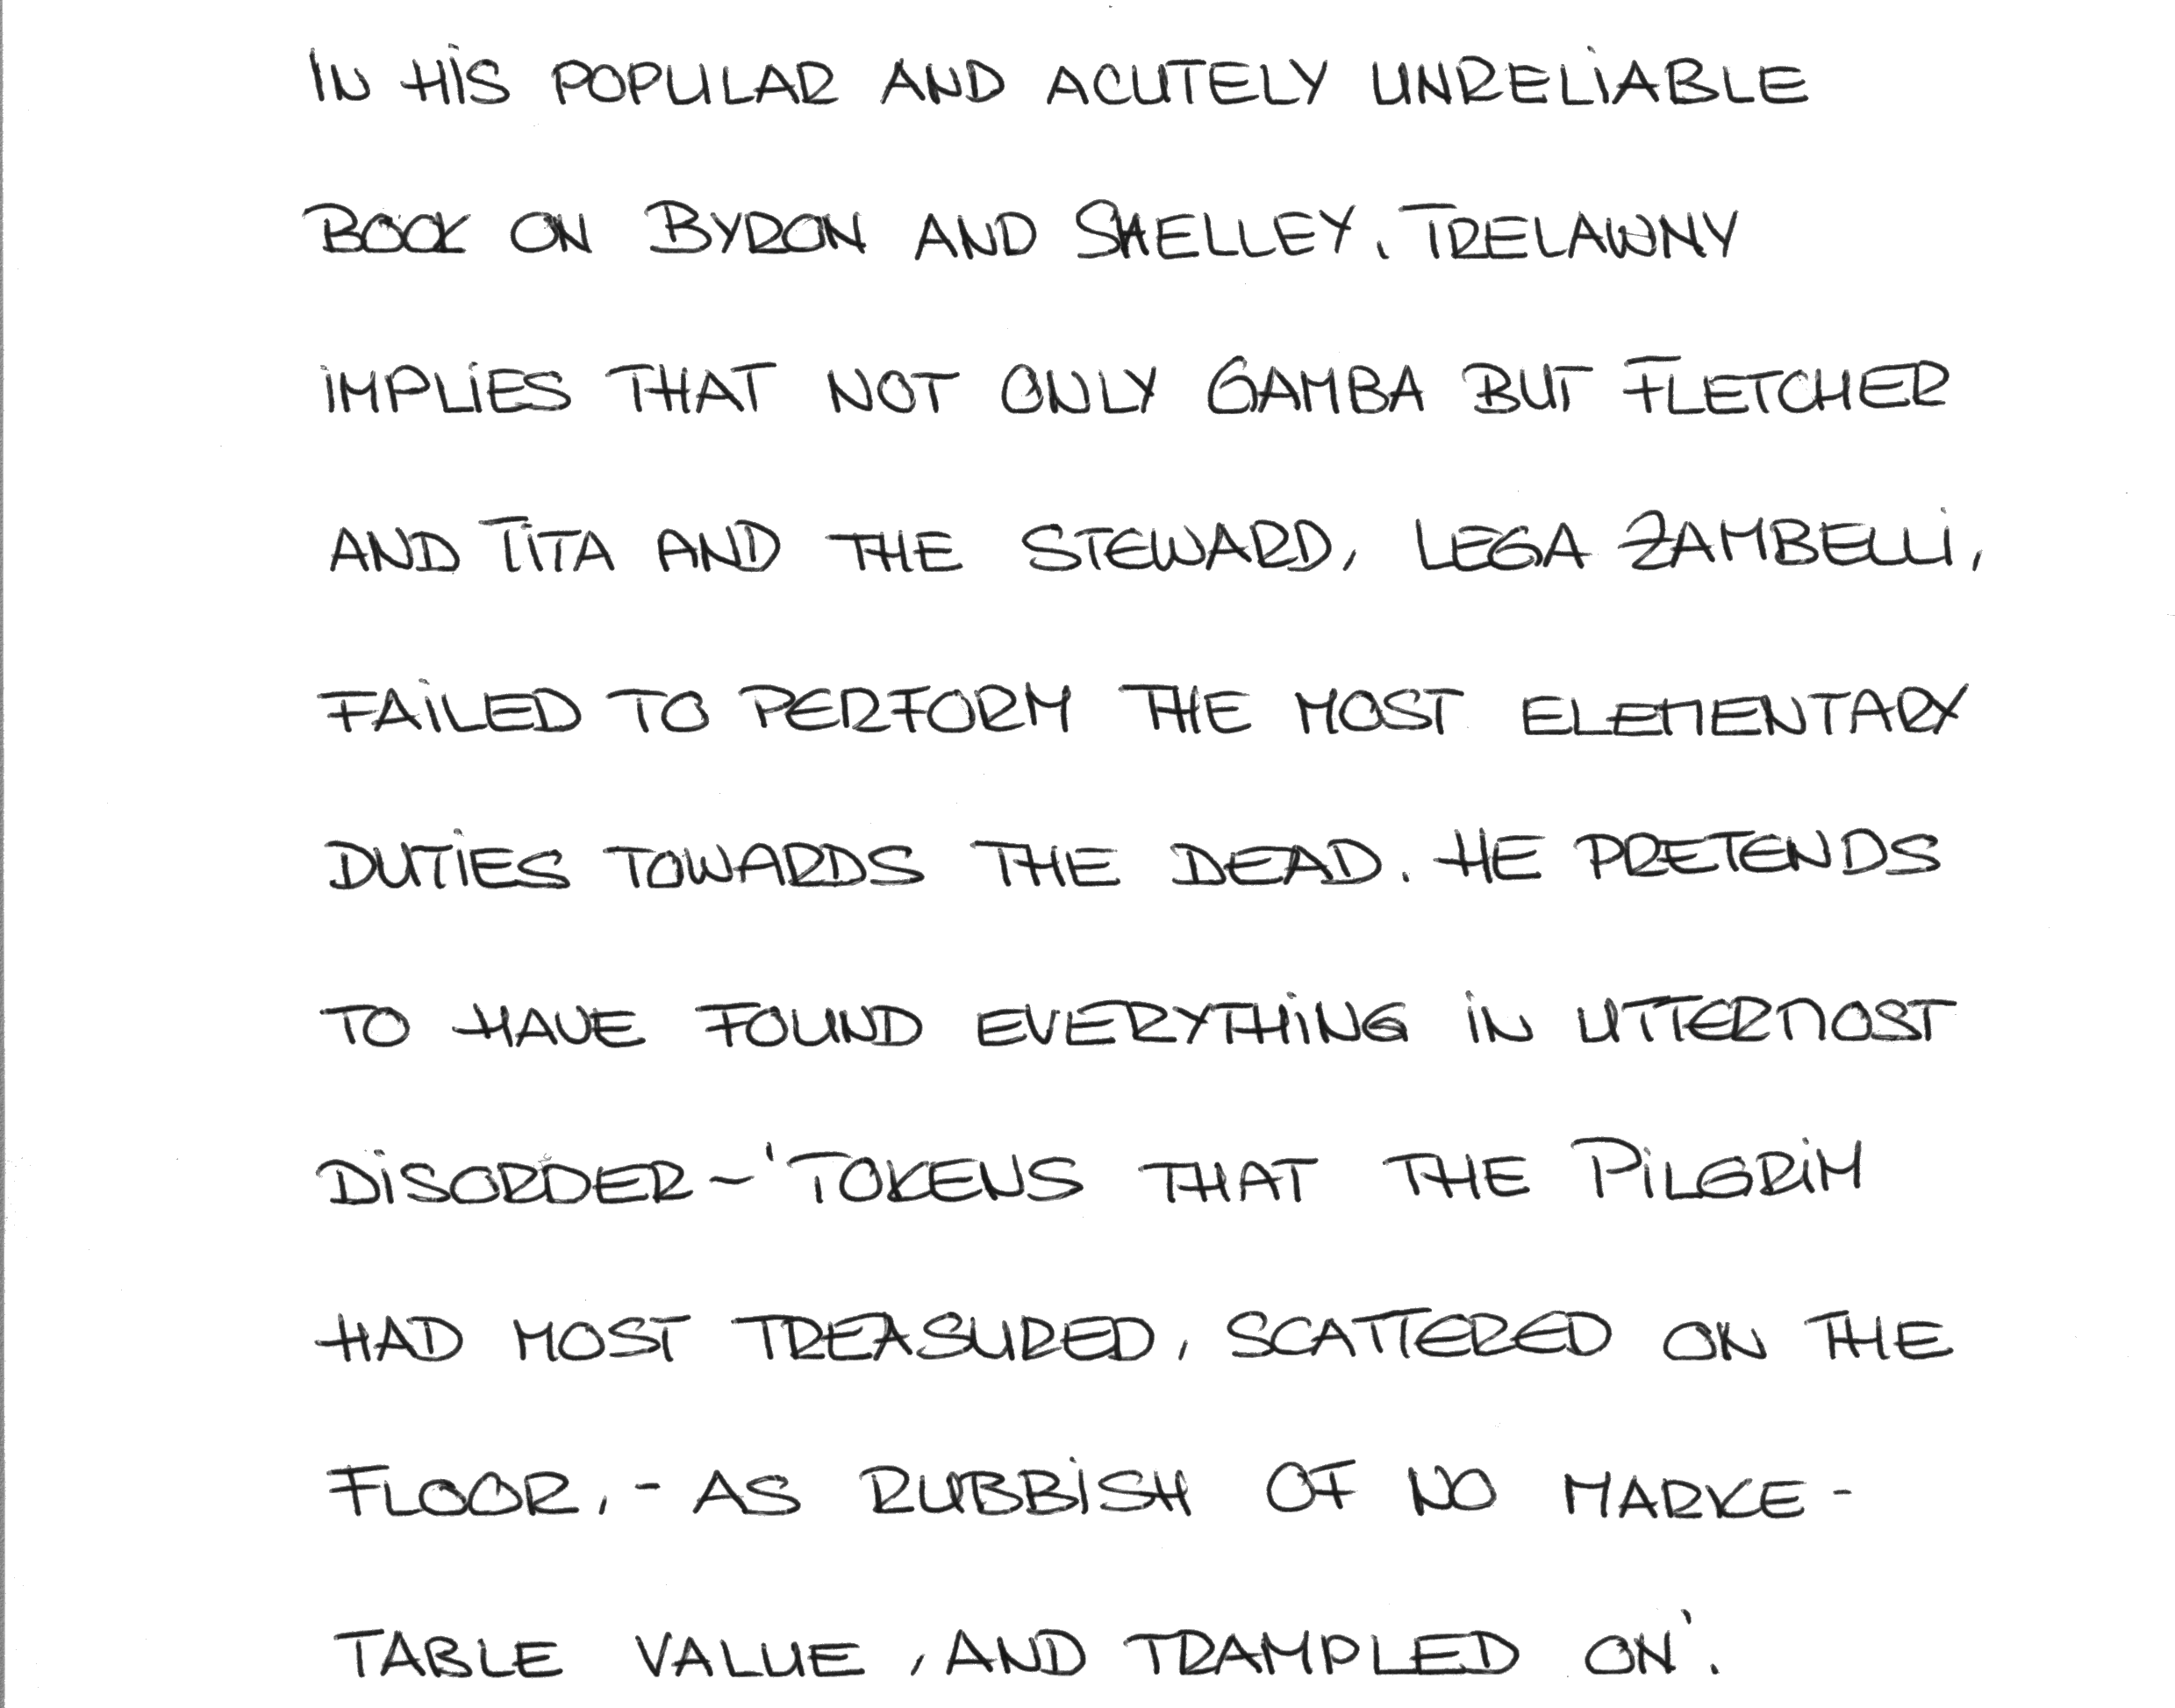 IN HIS POPULAR AND ACUTELY UNRELIABLE
BOOK ON BYRON AND SHELLEY, TRELAWNY
IMPLIES THAT NOT ONLY GAMBA BUT FLETCHER
AND TITA AND THE STEWARD, LEGA ZAMBELLI,
FAILED TO PERFORM THE MOST ELEMENTARY
DUTIES TOWARDS THE DEAD. HE PRETENDS
TO HAVE FOUND EVERYTHING IN UTTERMOST
DISORDER - 'TOKENS THAT THE PILGRIM
HAD MOST TREASURED, SCATTERED ON THE
FLOOR, - AS RUBBISH OF NO MARKE -
TABLE VALUE, AND TRAMPLED ON'.